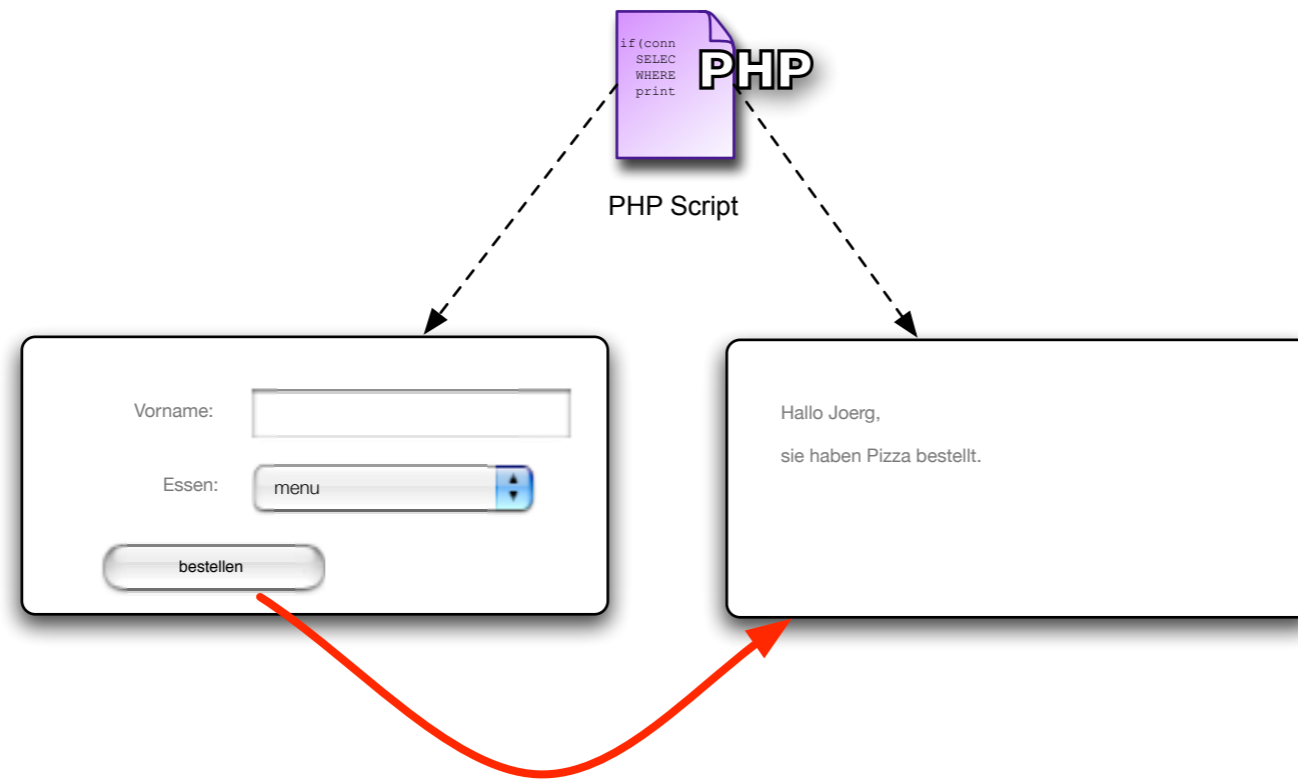 if(conn
SELEC
WHERE
print
PHP
PHP Script
Vorname:
Essen:
menu
bestellen
Hallo Joerg,
sie haben Pizza bestellt.